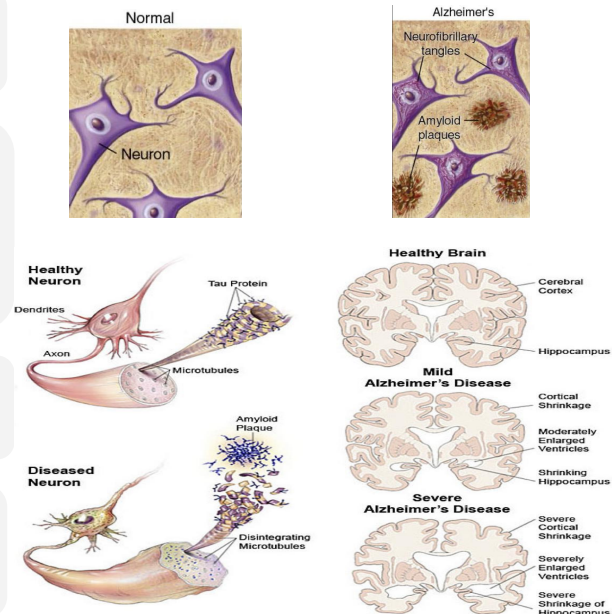 Normal
Neuron
Alzheimer's
Neurofibrillary
tangles
Amyloid
plaques
Healthy
Neuron
Dendrites
Axon
Tau Protein
Microtubules
Diseased
Neuron
Amyloid
Plaque
Disintegrating
Microtubules
Healthy Brain
Cerebral
Cortex
Hippocampus
Mild
Alzheimer's Disease
Cortical
Shrinkage
Moderately
Enlarged
Ventricles
Shrinking
Hippocampus
Severe
Alzheimer's Disease
Severe
Cortical
Shrinkage
Severely
Enlarged
Ventricles
Severe
Shrinkage of
Hippocampus